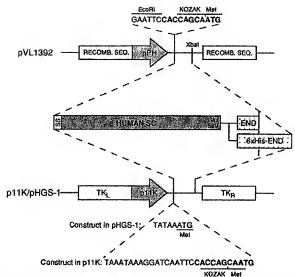 EcoRI KOZAK Met
GAATTCCACCAGCAATG
pVL1392
XbaI
RECOMB. SEQ. pPH RECOMB. SEQ.
SS HUMAN SC END
6xHis-END
p11K/pHGS-1
TKL p11K TKR
Construct in pHGS-1: TATAAATG
Met
Construct in p11K: TAAATAAAGGATCAATTCCACCAGCAATG
KOZAK Met